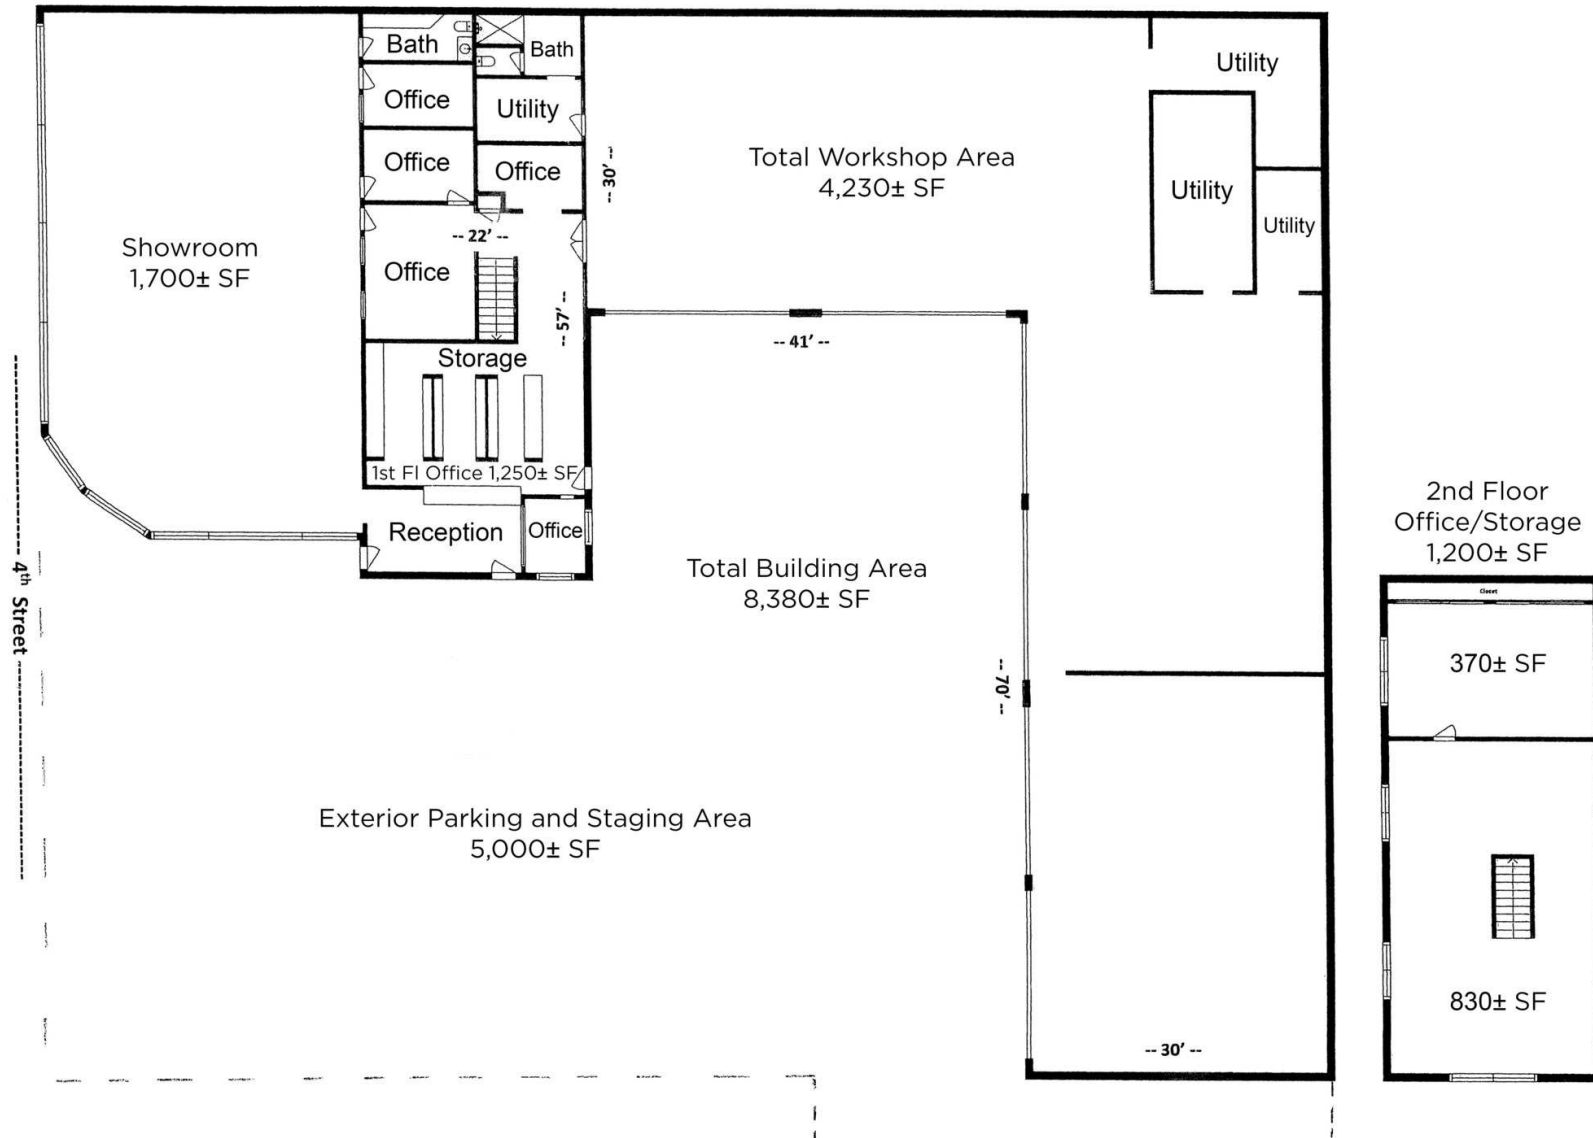 Bath
Bath
Utility
Office
Utility
Office
Office
Utility
Utility
-- 30' --
Total Workshop Area
4,230± SF
-- 22' --
Showroom
1,700± SF
Office
-- 57' --
Storage
-- 41' --
1st Fl Office 1,250± SF
Reception
Office
Total Building Area
8,380± SF
2nd Floor
Office/Storage
1,200± SF
Closet
370± SF
4th Street
-- 70' --
Exterior Parking and Staging Area
5,000± SF
830± SF
-- 30' --